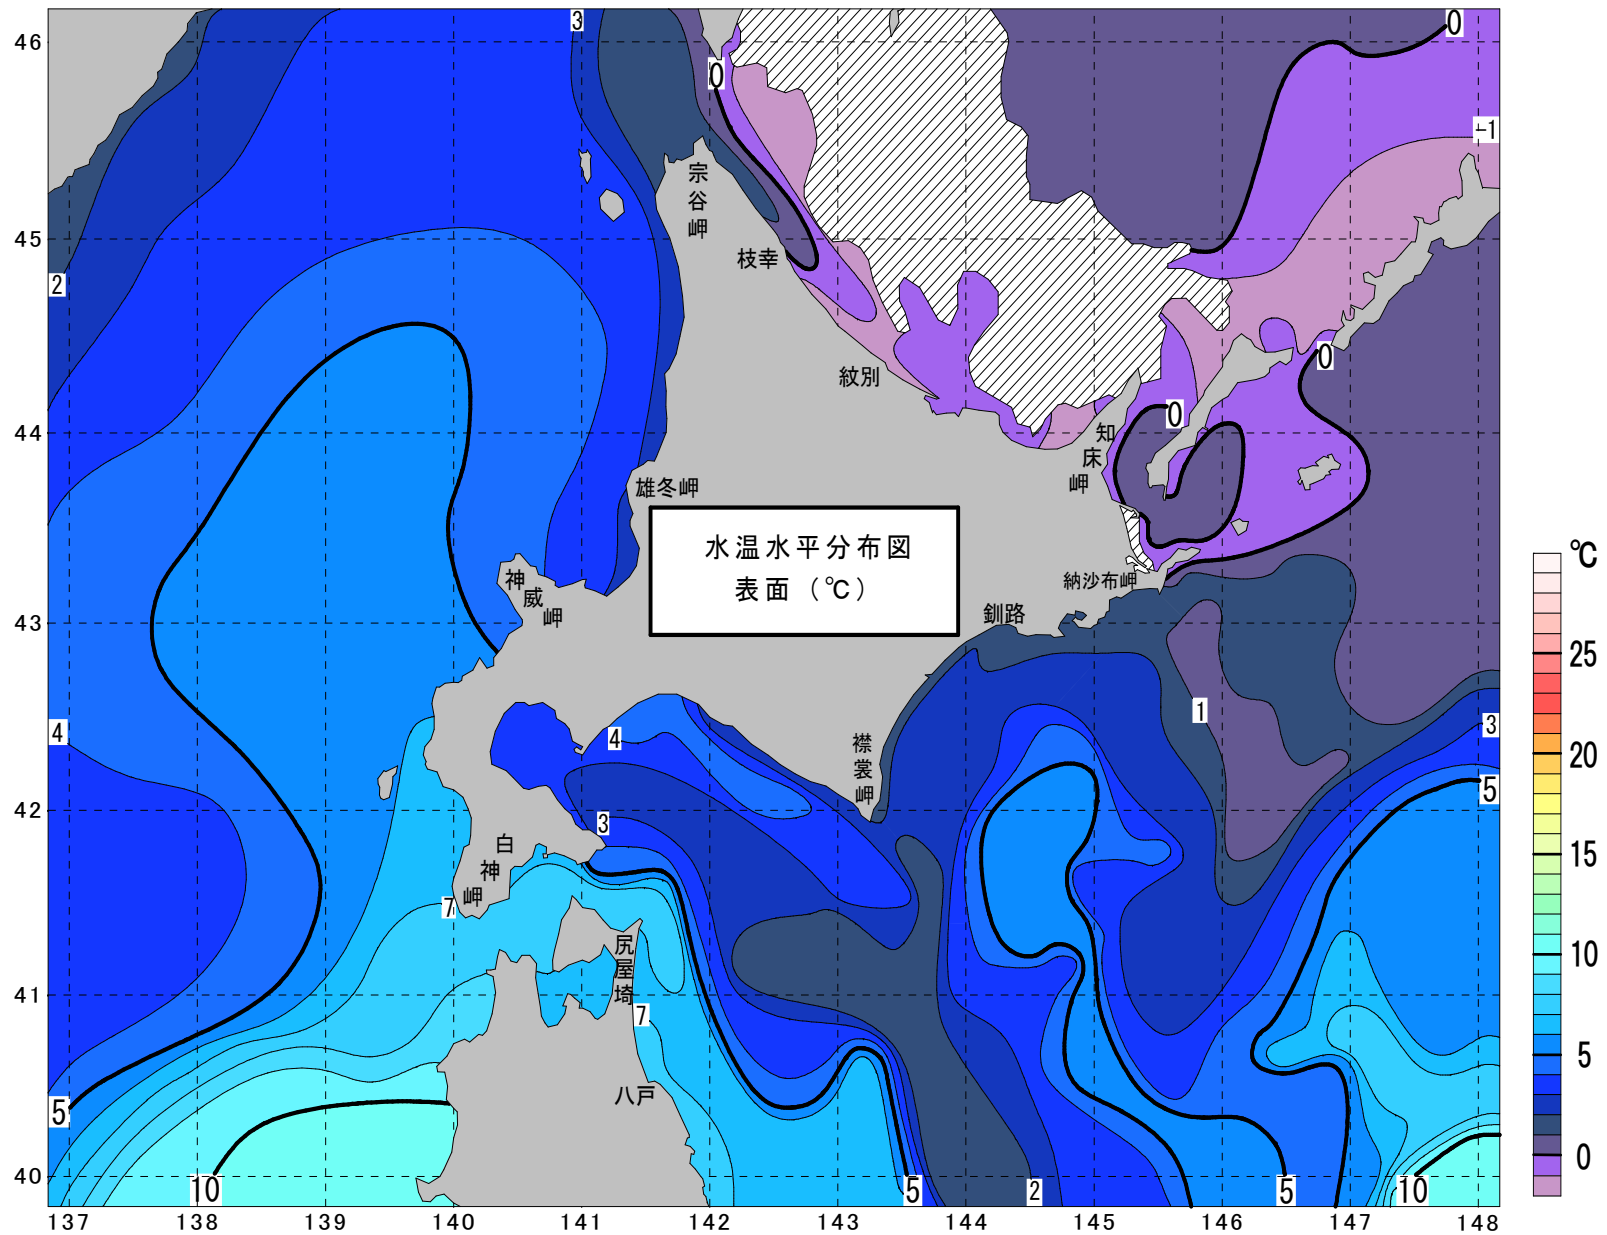 3
0
46
0
-1
宗谷岬
45
枝幸
2
0
紋別
0
44
知床岬
雄冬岬
水温水平分布図
表面（℃）
℃
神威岬
納沙布岬
釧路
43
25
1
3
4
4
襟裳岬
20
5
42
3
白神岬
15
7
尻屋埼
10
41
7
5
八戸
5
0
40
10
5
2
5
10
137 138 139 140 141 142 143 144 145 146 147 148